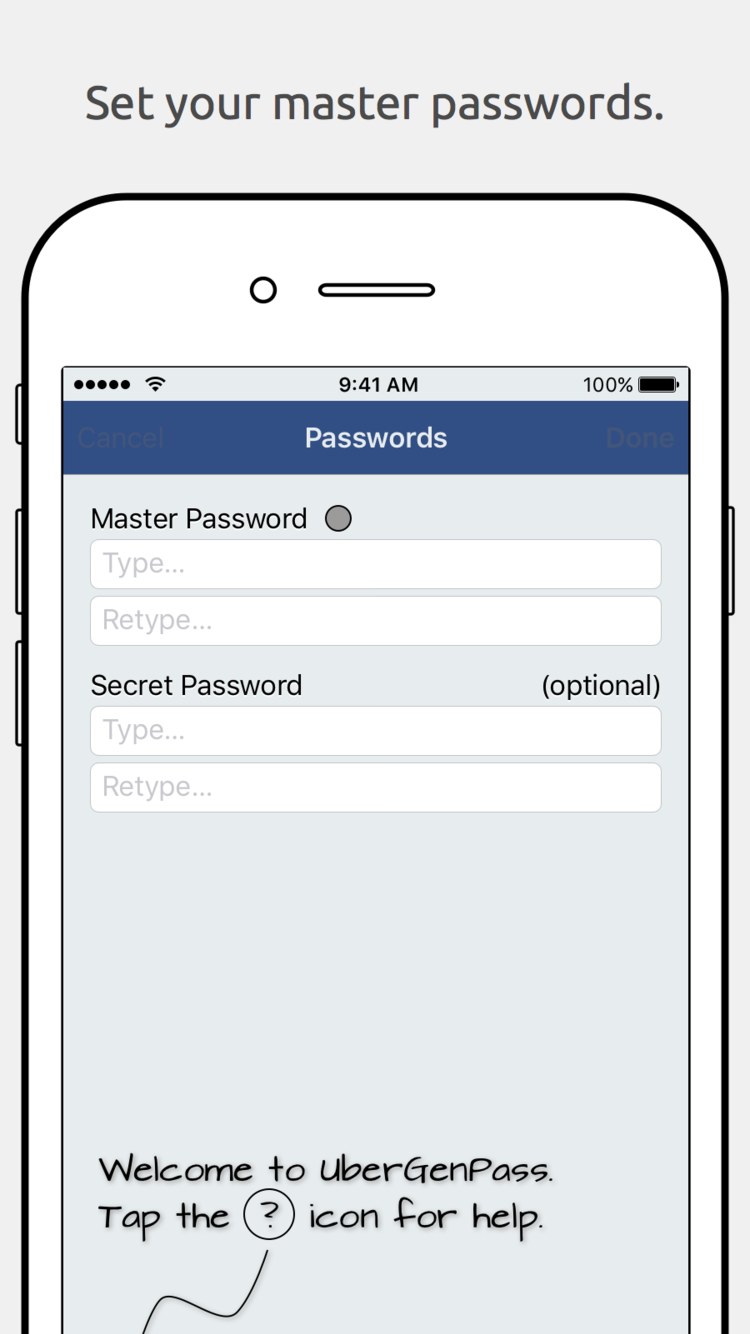 Set your master passwords.
9:41 AM 100%
Cancel Passwords Done
Master Password
Type...
Retype...
Secret Password (optional)
Type...
Retype...
Welcome to UberGenPass.
Tap the ? icon for help.